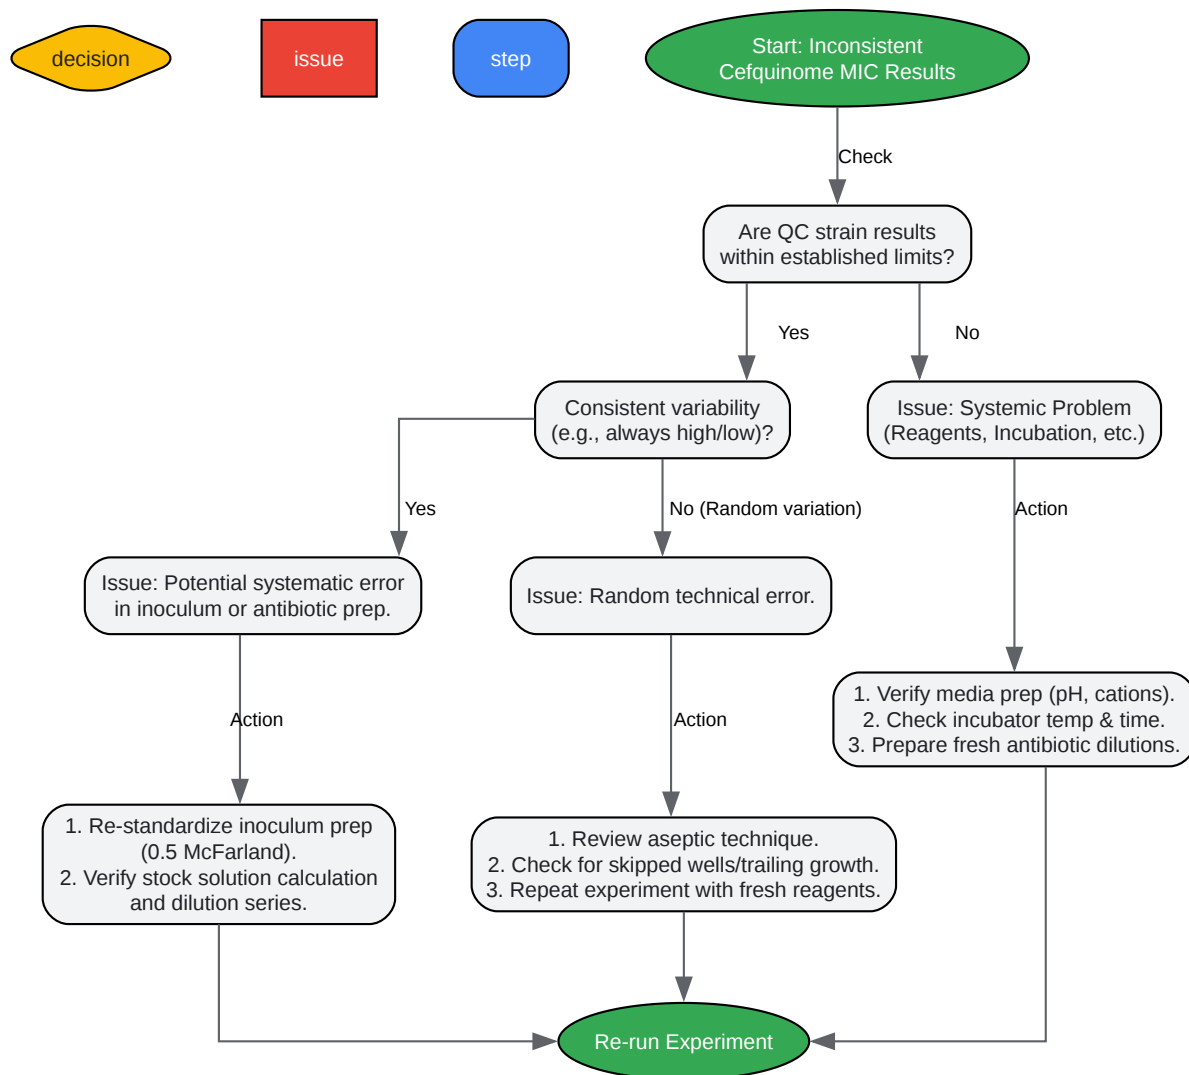 decision
issue
step
Start: Inconsistent
Cefquinome MIC Results
Check
Are QC strain results
within established limits?
Yes
No
Consistent variability
(e.g., always high/low)?
Issue: Systemic Problem
(Reagents, Incubation, etc.)
Yes
No (Random variation)
Action
Issue: Potential systematic error
in inoculum or antibiotic prep.
Issue: Random technical error.
Action
Action
1. Verify media prep (pH, cations).
2. Check incubator temp & time.
3. Prepare fresh antibiotic dilutions.
1. Re-standardize inoculum prep
(0.5 McFarland).
2. Verify stock solution calculation
and dilution series.
1. Review aseptic technique.
2. Check for skipped wells/trailing growth.
3. Repeat experiment with fresh reagents.
Re-run Experiment